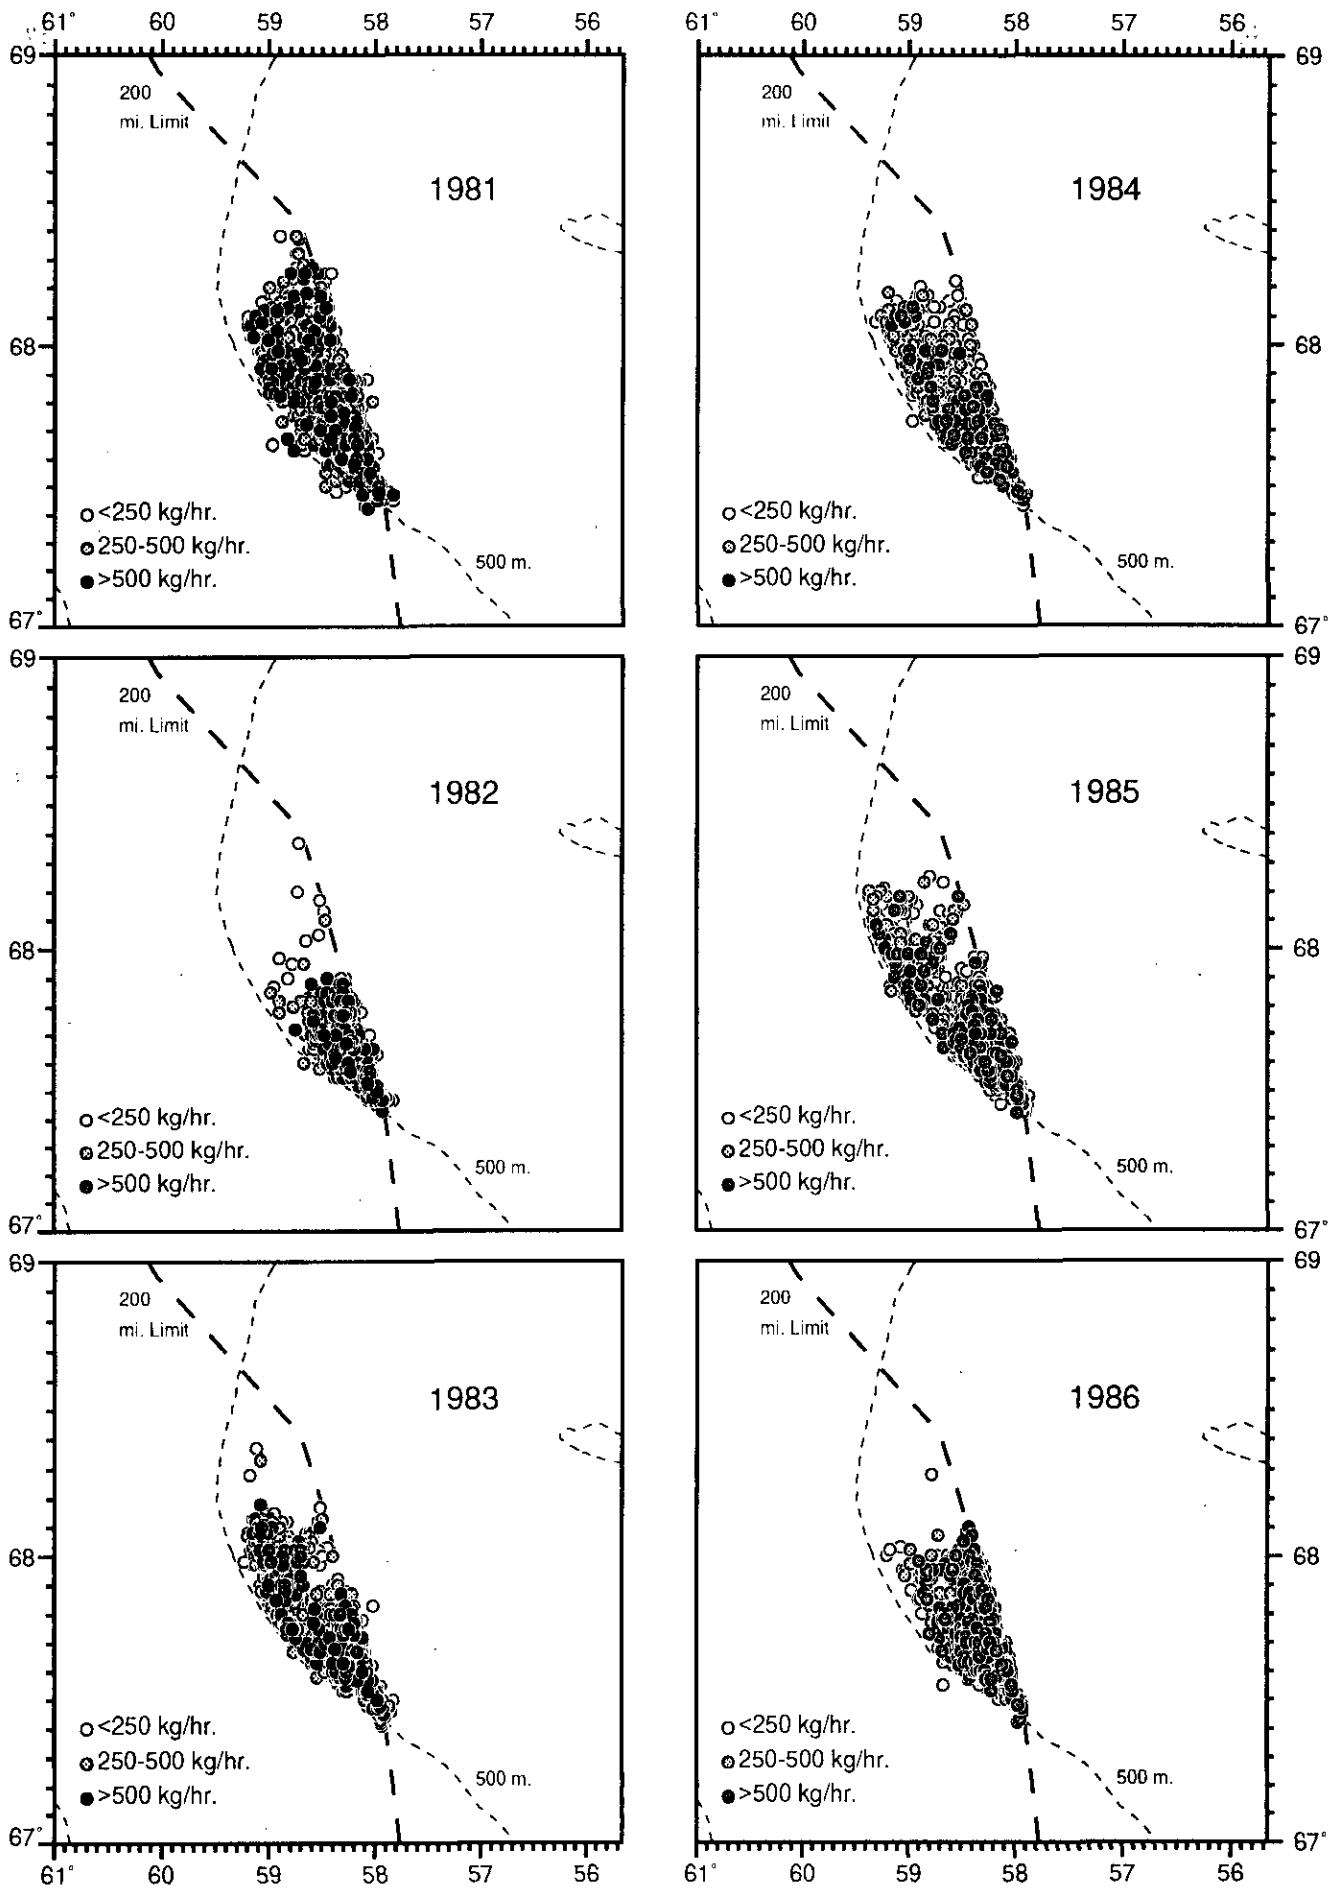 61° 60 59 58 57 56
61 60 59 58 57 56
69
200
mi. Limit
1981
68
<250 kg/hr.
250-500 kg/hr.
>500 kg/hr.
500 m.
67°
200
mi. Limit
1984
69
68
<250 kg/hr.
250-500 kg/hr.
>500 kg/hr.
500 m.
67°
69
200
mi. Limit
1982
68
<250 kg/hr.
250-500 kg/hr.
>500 kg/hr.
500 m.
67°
200
mi. Limit
1985
69
68
<250 kg/hr.
250-500 kg/hr.
>500 kg/hr.
500 m.
67°
69
200
mi. Limit
1983
68
<250 kg/hr.
250-500 kg/hr.
>500 kg/hr.
500 m.
67°
200
mi. Limit
1986
69
68
<250 kg/hr.
250-500 kg/hr.
>500 kg/hr.
500 m.
67°
61° 60 59 58 57 56
61° 60 59 58 57 56